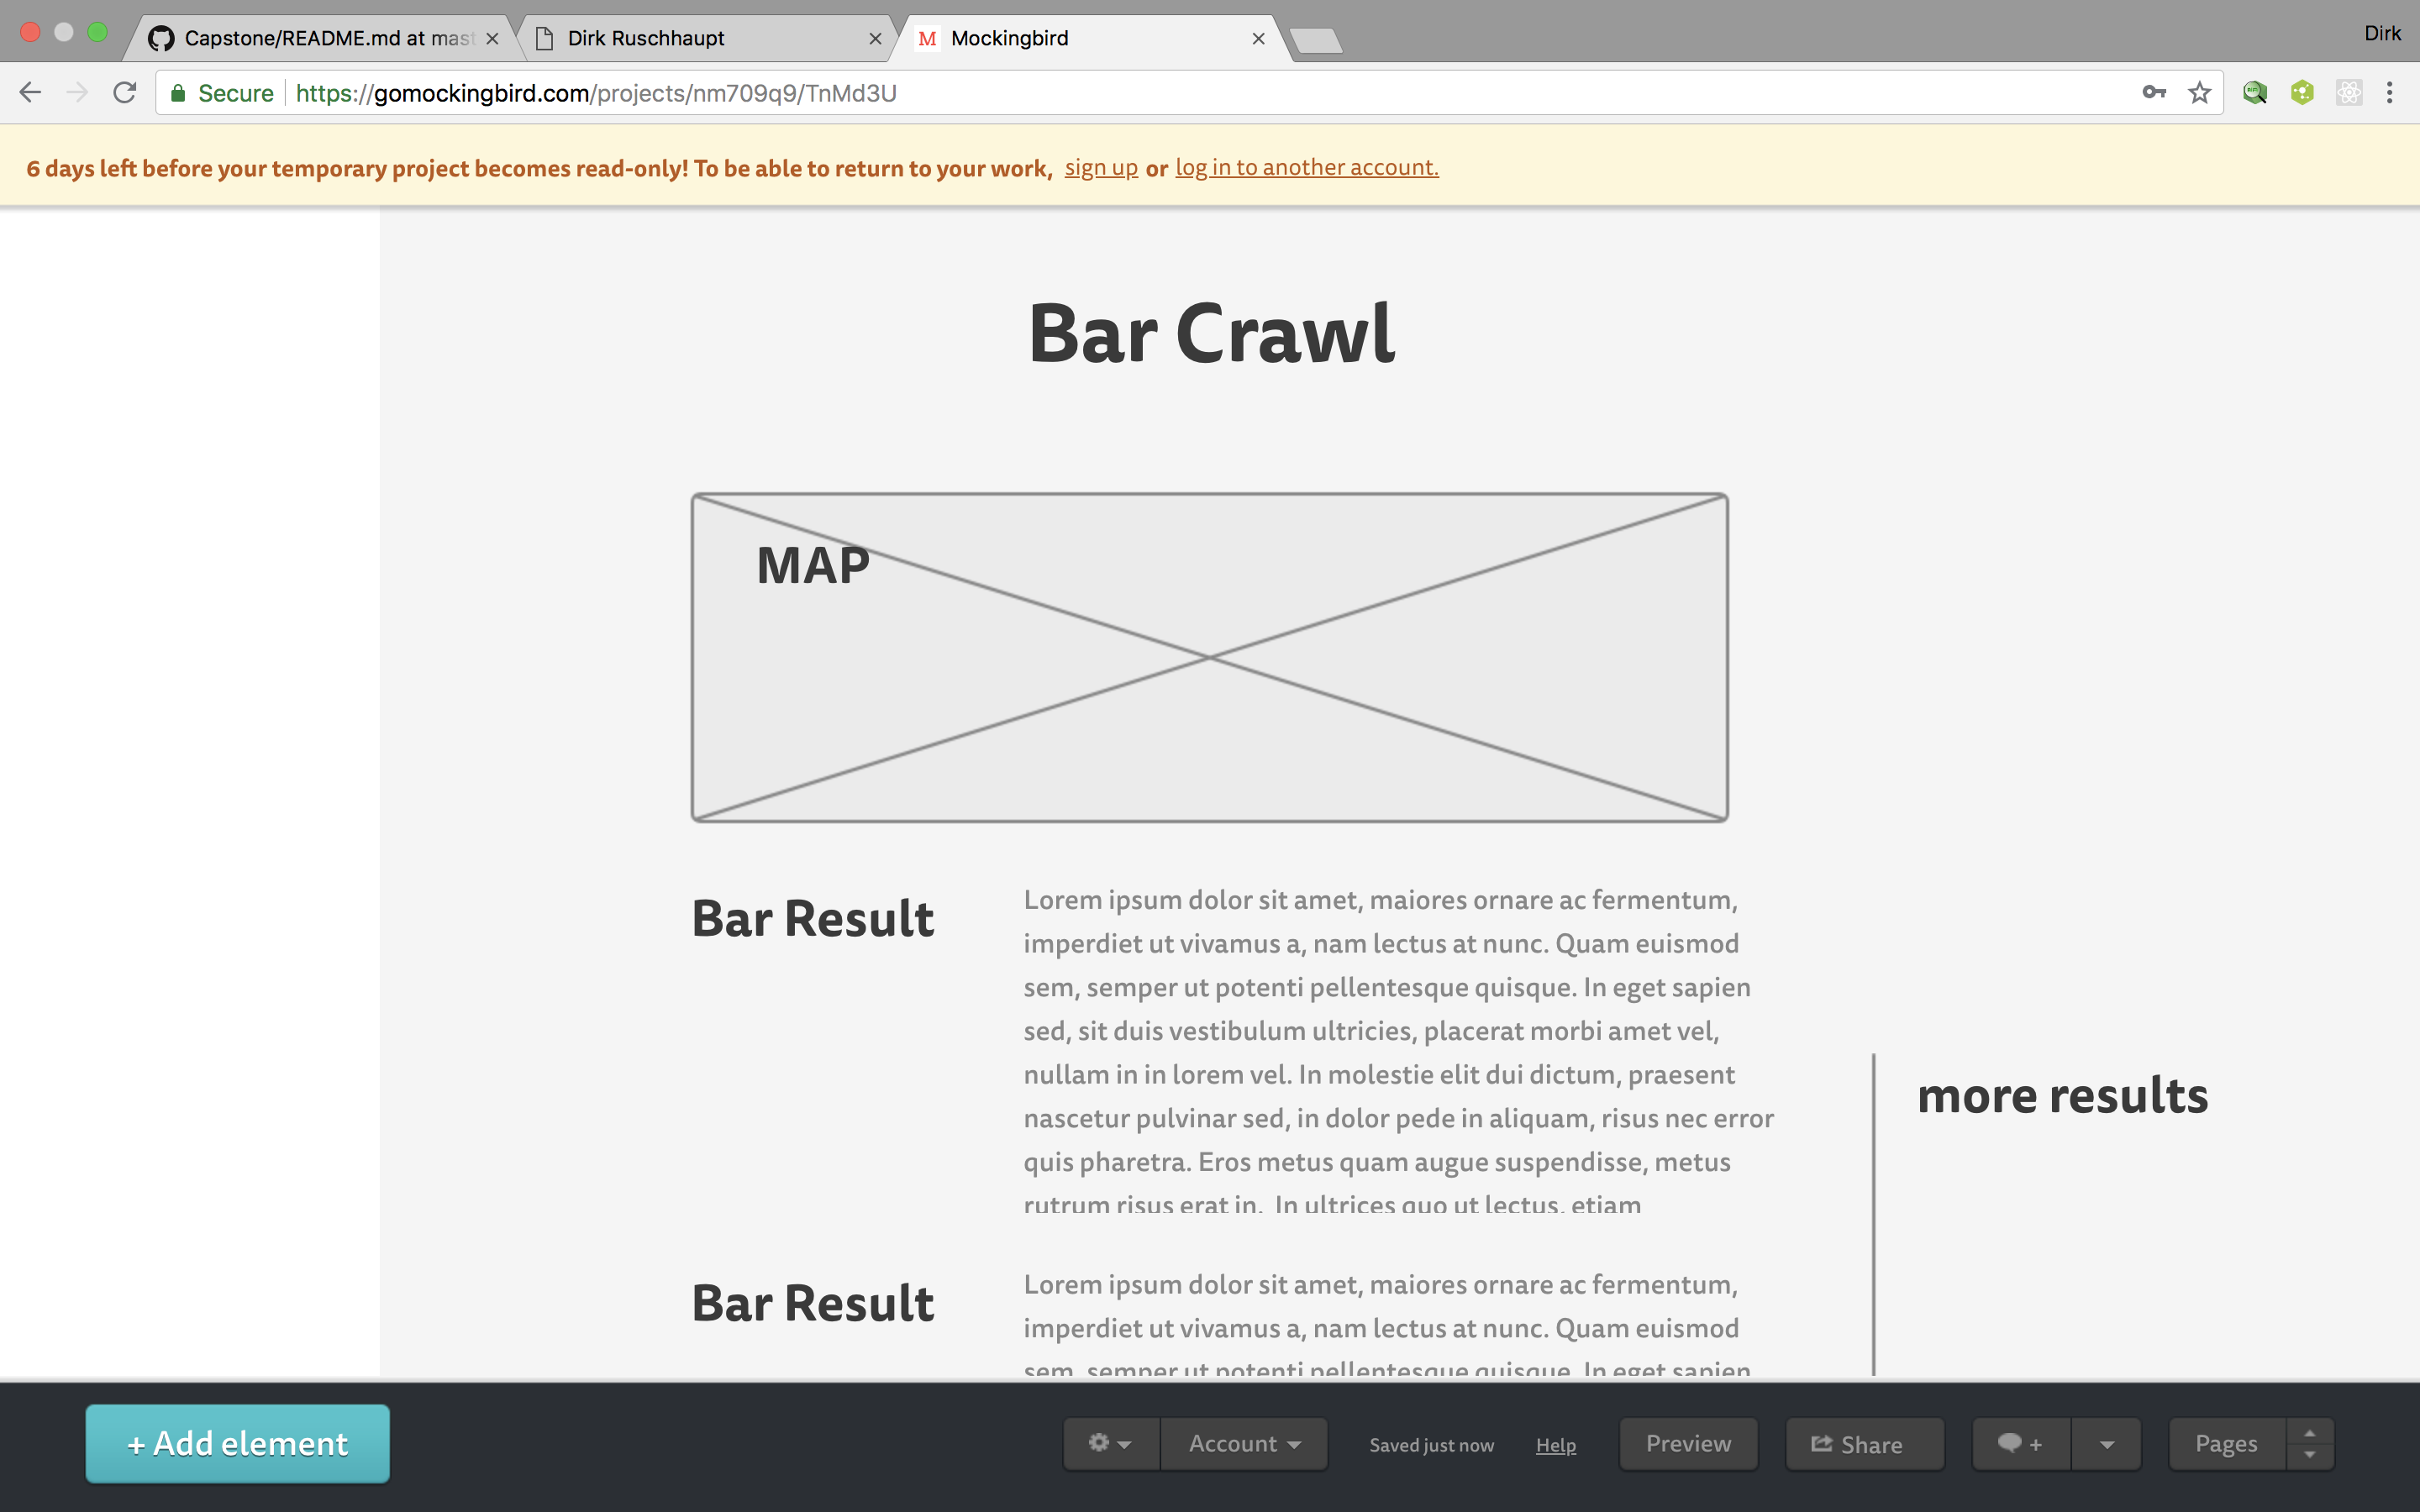 Capstone/README.md at mast
Dirk Ruschhaupt
M Mockingbird
Dirk
Secure https://gomockingbird.com/projects/nm709q9/TnMd3U
6 days left before your temporary project becomes read-only! To be able to return to your work, sign up or log in to another account.
Bar Crawl
MAP
Bar Result
Lorem ipsum dolor sit amet, maiores ornare ac fermentum,
imperdiet ut vivamus a, nam lectus at nunc. Quam euismod
sem, semper ut potenti pellentesque quisque. In eget sapien
sed, sit duis vestibulum ultricies, placerat morbi amet vel,
nullam in in lorem vel. In molestie elit dui dictum, praesent
nascetur pulvinar sed, in dolor pede in aliquam, risus nec error
quis pharetra. Eros metus quam augue suspendisse, metus
rutrum risus erat in. In ultrices quo ut lectus, etiam
more results
Bar Result
Lorem ipsum dolor sit amet, maiores ornare ac fermentum,
imperdiet ut vivamus a, nam lectus at nunc. Quam euismod
sem, semper ut potenti pellentesque quisque. In eget sapien
+ Add element
Account
Saved just now
Help
Preview
Share
+
Pages